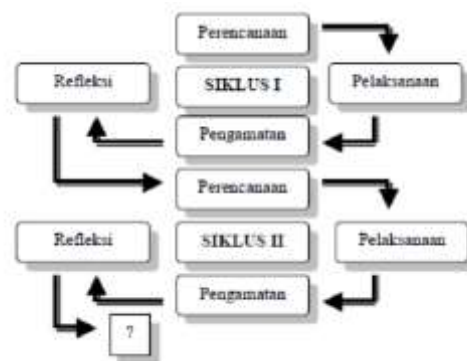 Perencanaan
Refleksi
SIKLUS I
Pelaksanaan
Pengamatan
Perencanaan
Refleksi
SIKLUS II
Pelaksanaan
Pengamatan
?